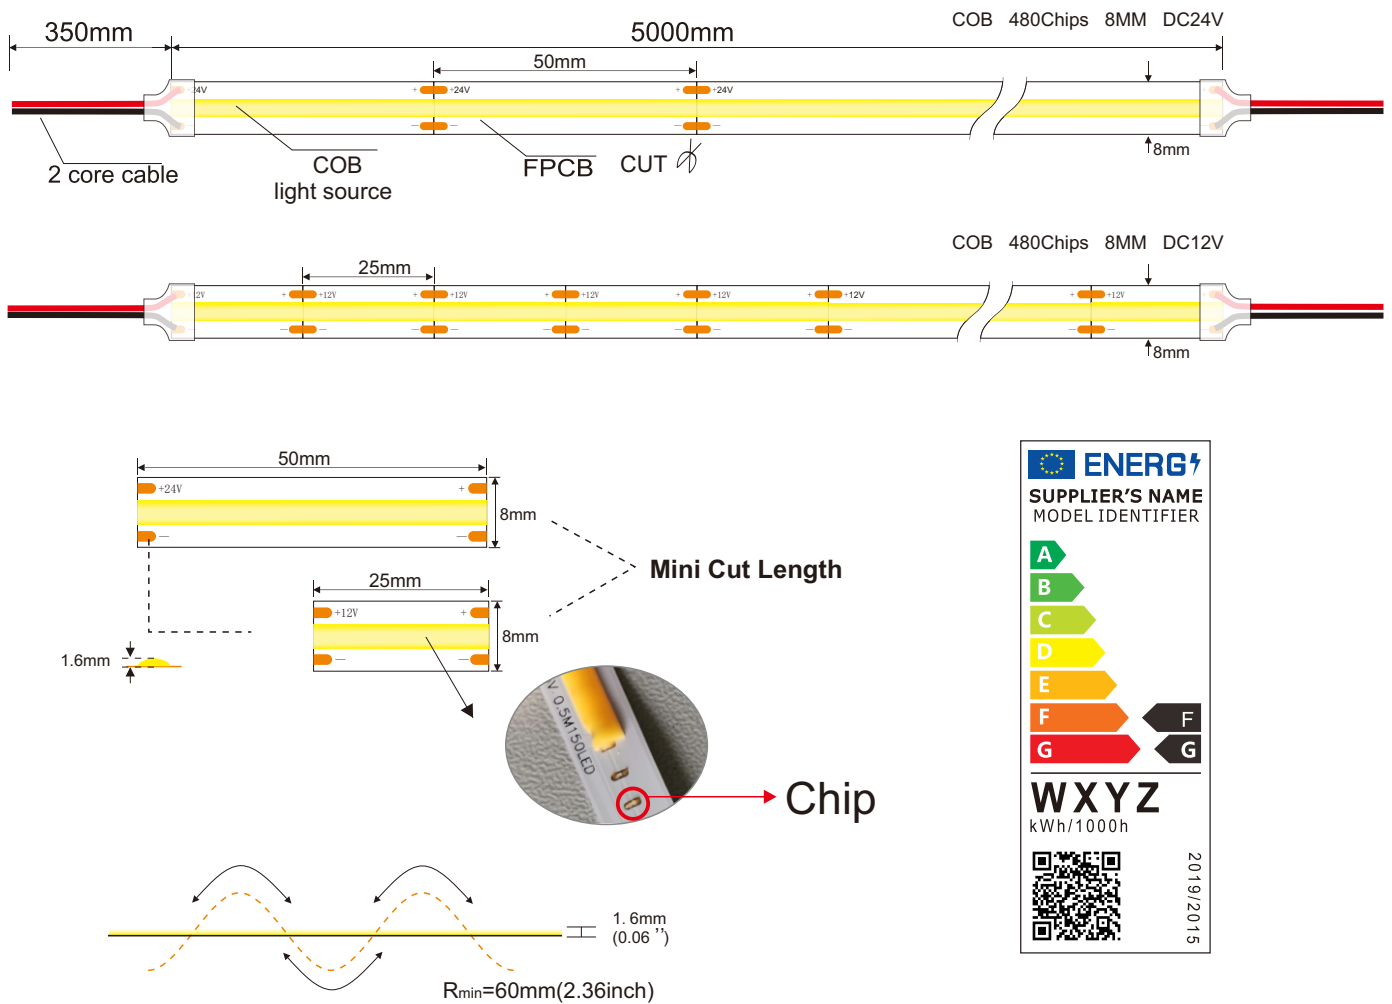 COB 480Chips 8MM DC24V
350mm
5000mm
50mm
+24V
+ +24V
+ +24V
— —
— —
8mm
2 core cable
COB
light source
FPCB
CUT
COB 480Chips 8MM DC12V
25mm
+12V
+ +12V
+ +12V
+ +12V
+ +12V
+ +12V
+ +12V
— —
— —
— —
— —
— —
— —
8mm
50mm
+24V +
— —
8mm
25mm
+12V +
— —
8mm
Mini Cut Length
1.6mm
V 0.5M150LED
Chip
1.6mm
(0.06 ’’)
Rmin=60mm(2.36inch)
ENERG
SUPPLIER'S NAME
MODEL IDENTIFIER
A
B
C
D
E
F F
G G
WXYZ
kWh/1000h
2019/2015